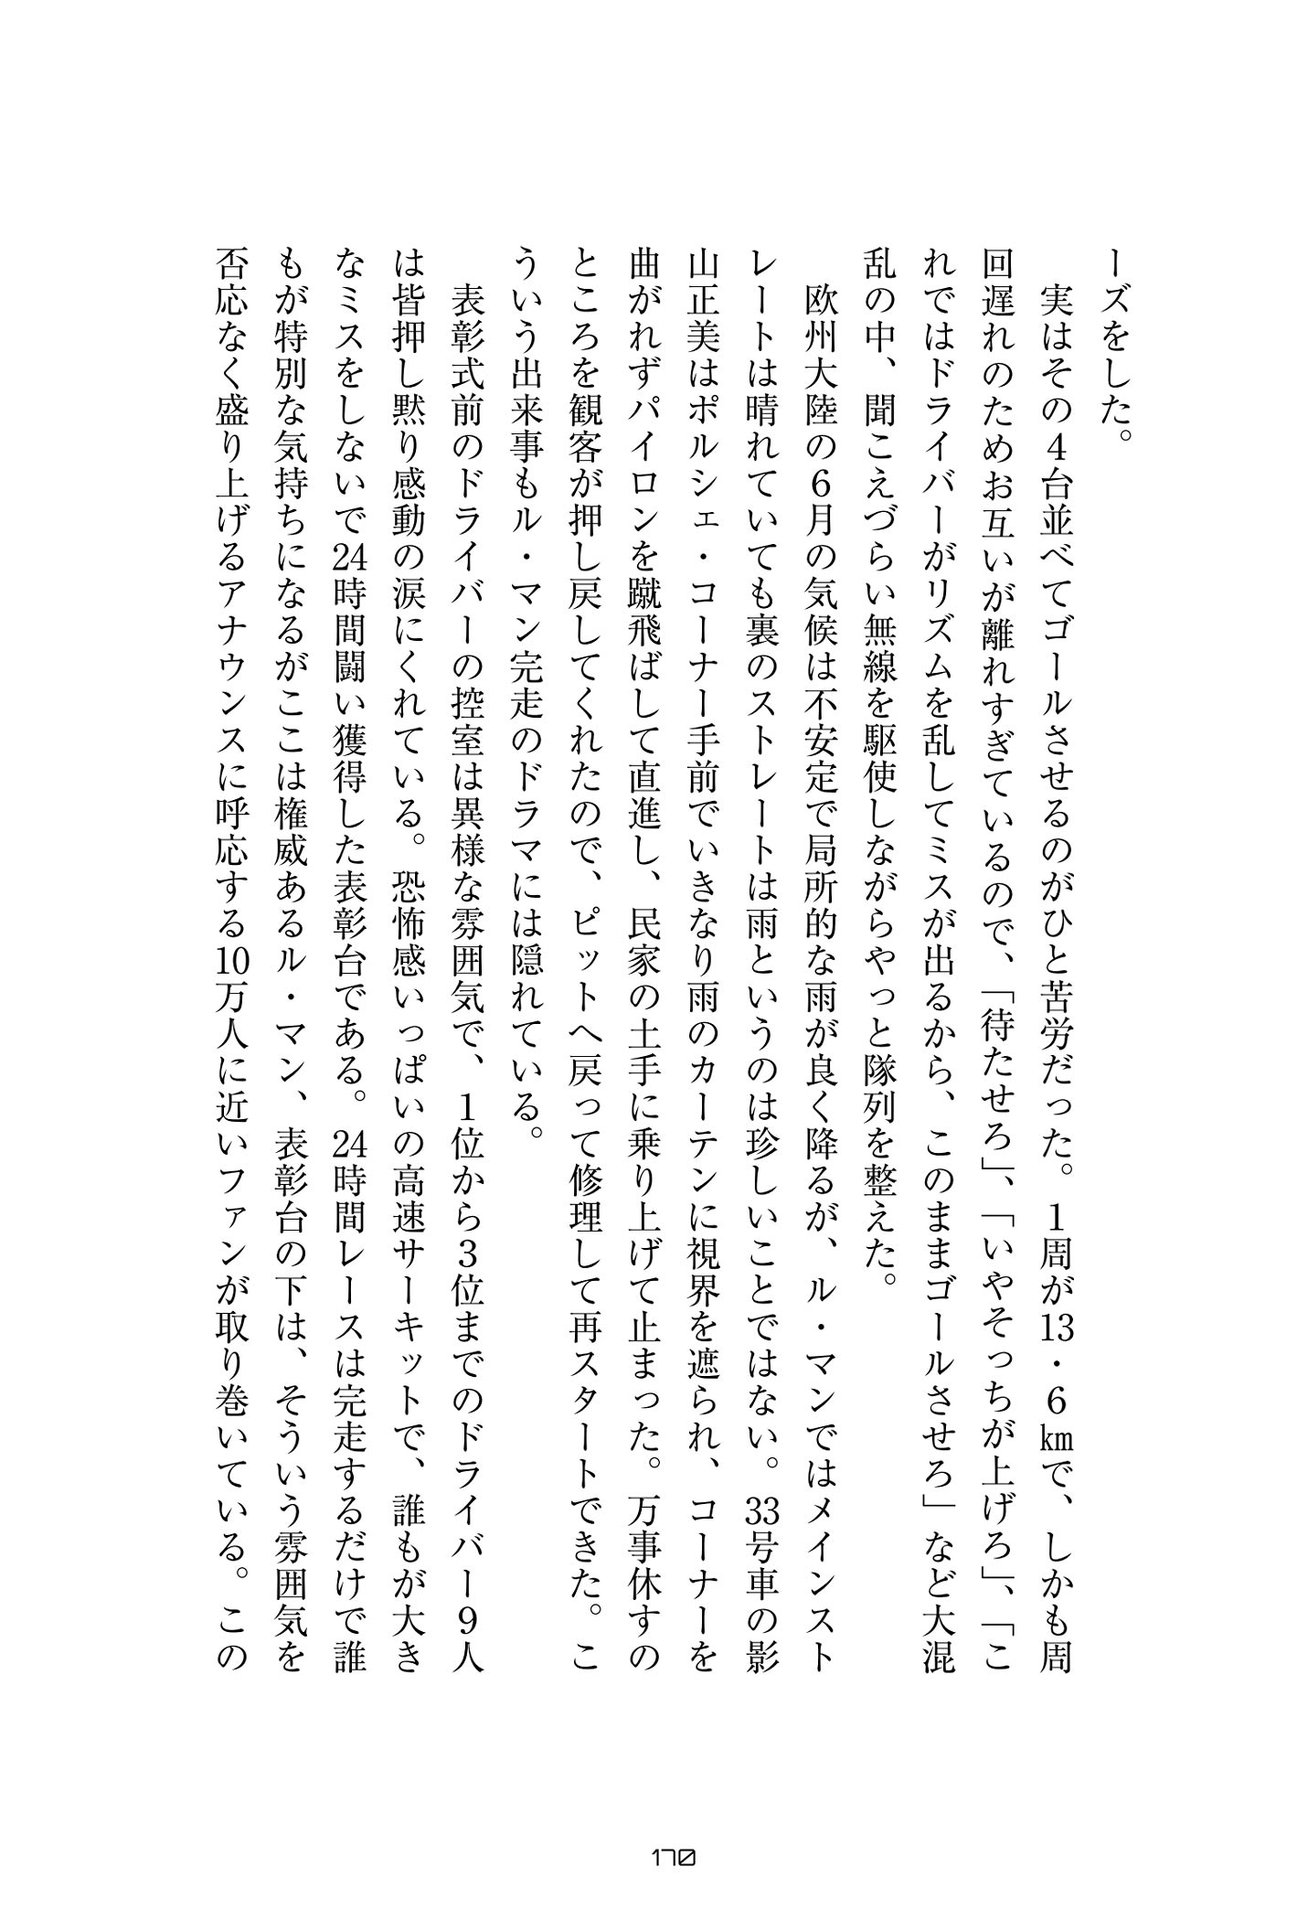 ーズをした。
　実はその４台並べてゴールさせるのがひと苦労だった。１周が13・６㎞で、しかも周
回遅れのためお互いが離れすぎているので、「待たせろ」、「いやそっちが上げろ」、「こ
れではドライバーがリズムを乱してミスが出るから、このままゴールさせろ」など大混
乱の中、聞こえづらい無線を駆使しながらやっと隊列を整えた。
　欧州大陸の６月の気候は不安定で局所的な雨が良く降るが、ル・マンではメインスト
レートは晴れていても裏のストレートは雨というのは珍しいことではない。33号車の影
山正美はポルシェ・コーナー手前でいきなり雨のカーテンに視界を遮られ、コーナーを
曲がれずパイロンを蹴飛ばして直進し、民家の土手に乗り上げて止まった。万事休すの
ところを観客が押し戻してくれたので、ピットへ戻って修理して再スタートできた。こ
ういう出来事もル・マン完走のドラマには隠れている。
　表彰式前のドライバーの控室は異様な雰囲気で、１位から３位までのドライバー９人
は皆押し黙り感動の涙にくれている。恐怖感いっぱいの高速サーキットで、誰もが大き
なミスをしないで24時間闘い獲得した表彰台である。24時間レースは完走するだけで誰
もが特別な気持ちになるがここは権威あるル・マン、表彰台の下は、そういう雰囲気を
否応なく盛り上げるアナウンスに呼応する10万人に近いファンが取り巻いている。この
170